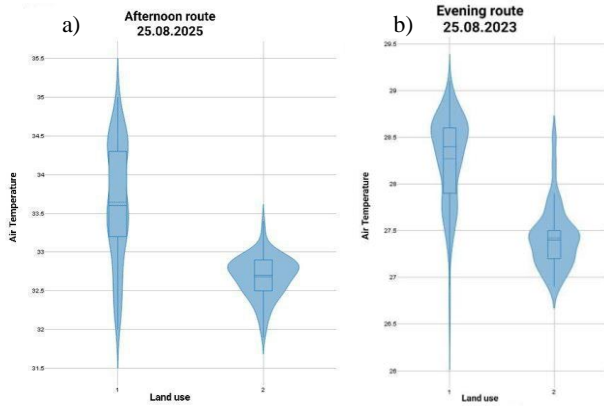 a)
Afternoon route
25.08.2025
35.5
35
34.5
34
33.5
33
32.5
32
31.5
Air Temperature
1
2
Land use
b)
Evening route
25.08.2023
29.5
29
28.5
28
27.5
27
26.5
26
Air Temperature
1
2
Land use